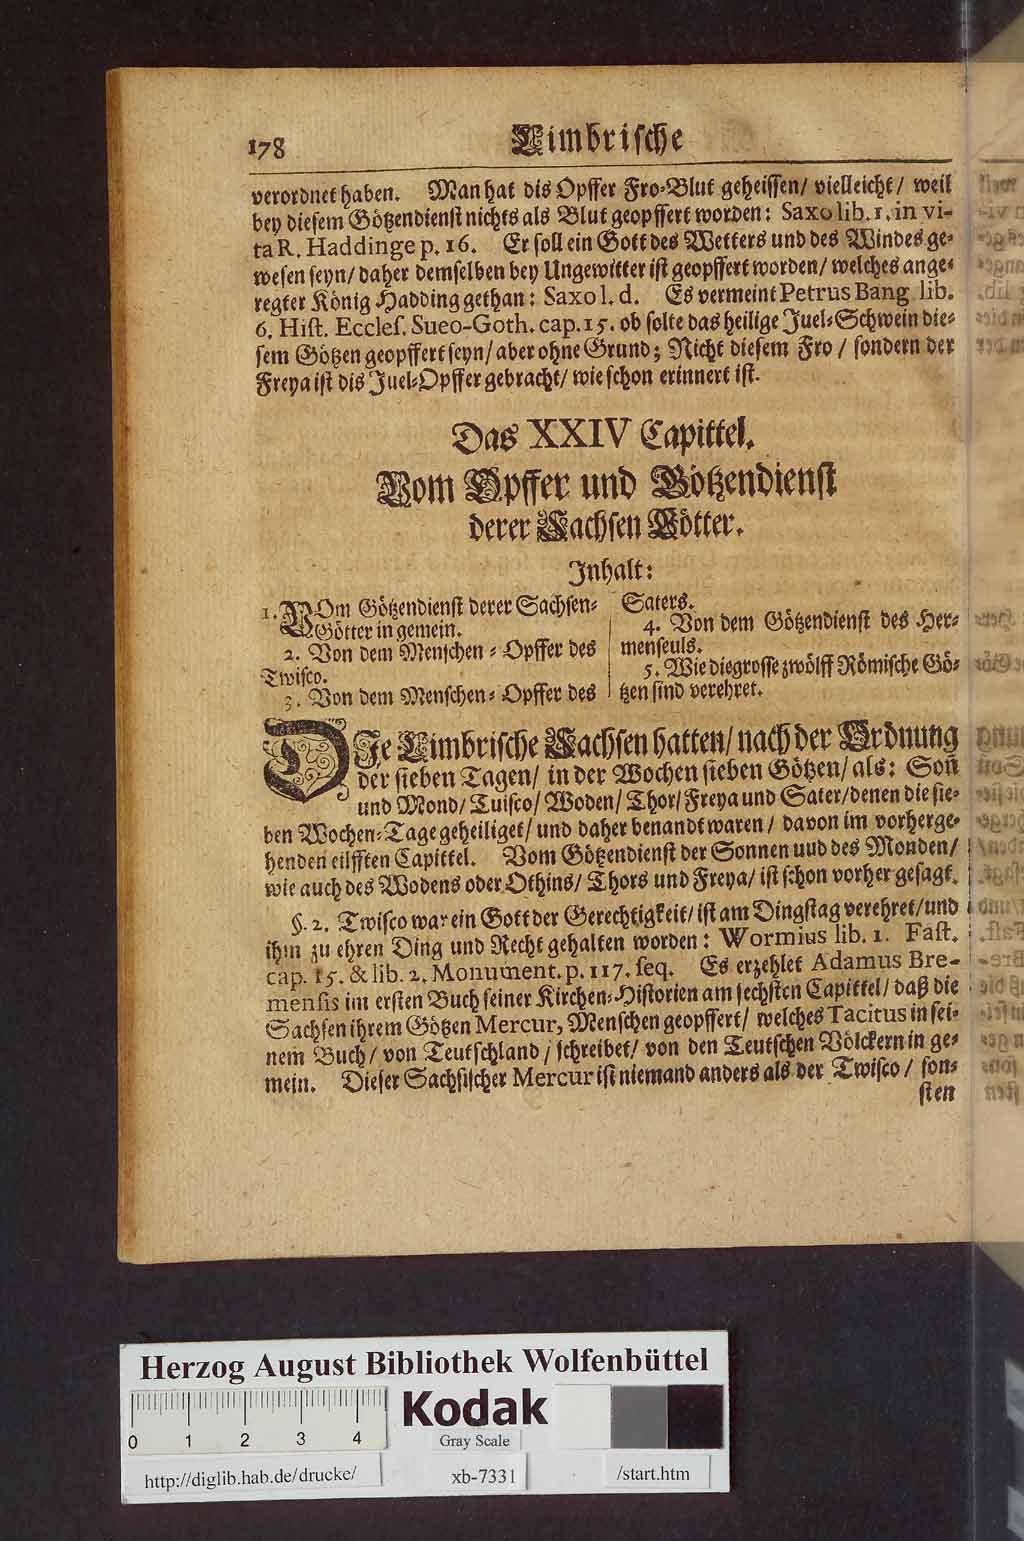 178 Cimbrische
verordnet haben. Man hat dis Opffer Fro-Blut geheissen/ vielleicht/ weil
bey diesem Götzendienst nichts als Blut geopffert worden: Saxo lib. 1. in vi-
ta R. Haddinge p. 16. Er soll ein Gott des Wetters und des Windes ge-
wesen seyn/ daher demselben bey Ungewitter ist geopffert worden/ welches ange-
regter König Hadding gethan: Saxo l. d. Es vermeint Petrus Bang lib.
6. Hist. Eccles. Sueo-Goth. cap. 15. ob solte das heilige Juel-Schwein die-
sem Götzen geopffert seyn/ aber ohne Grund; Nicht diesem Fro/ sondern der
Freya ist dis Juel-Opffer gebracht/ wie schon erinnert ist.
Das XXIV Capittel.
Vom Opffer und Götzendienst
derer Sachsen Götter.
Inhalt:
1. VOm Götzendienst derer Sachsen-
Götter in gemein.
2. Von dem Menschen-Opffer des
Twisco.
3. Von dem Menschen-Opffer des
Saters.
4. Von dem Götzendienst des Her-
menseuls.
5. Wie die grosse zwölff Römische Gö-
tzen sind verehret.
DIe Cimbrische Sachsen hatten/ nach der Ordnung
der sieben Tagen/ in der Wochen sieben Götzen/ als: Soñ
und Mond/ Tuisco/ Woden/ Thor/ Freya und Sater/ denen die sie-
ben Wochen-Tage geheiliget/ und daher benandt waren/ davon im vorherge-
henden eilfften Capittel. Vom Götzendienst der Sonnen uud des Monden/
wie auch des Wodens oder Othins/ Thors und Freya/ ist schon vorher gesagt.
§. 2. Twisco war ein Gott der Gerechtigkeit/ ist am Dingstag verehret/ und
ihm zu ehren Ding und Recht gehalten worden: Wormius lib. 1. Fast.
cap. 15. & lib. 2. Monument. p. 117. seq. Es erzehlet Adamus Bre-
mensis im ersten Buch seiner Kirchen-Historien am sechsten Capittel/ daß die
Sachsen ihrem Götzen Mercur, Menschen geopffert/ welches Tacitus in sei-
nem Buch/ von Teutschland/ schreibet/ von den Teutschen Völckern in ge-
mein. Dieser Sachsischer Mercur ist niemand anders als der Twisco/ son-
sten
Herzog August Bibliothek Wolfenbüttel
0 1 2 3 4
Kodak
Gray Scale
http://diglib.hab.de/drucke/ xb-7331 /start.htm